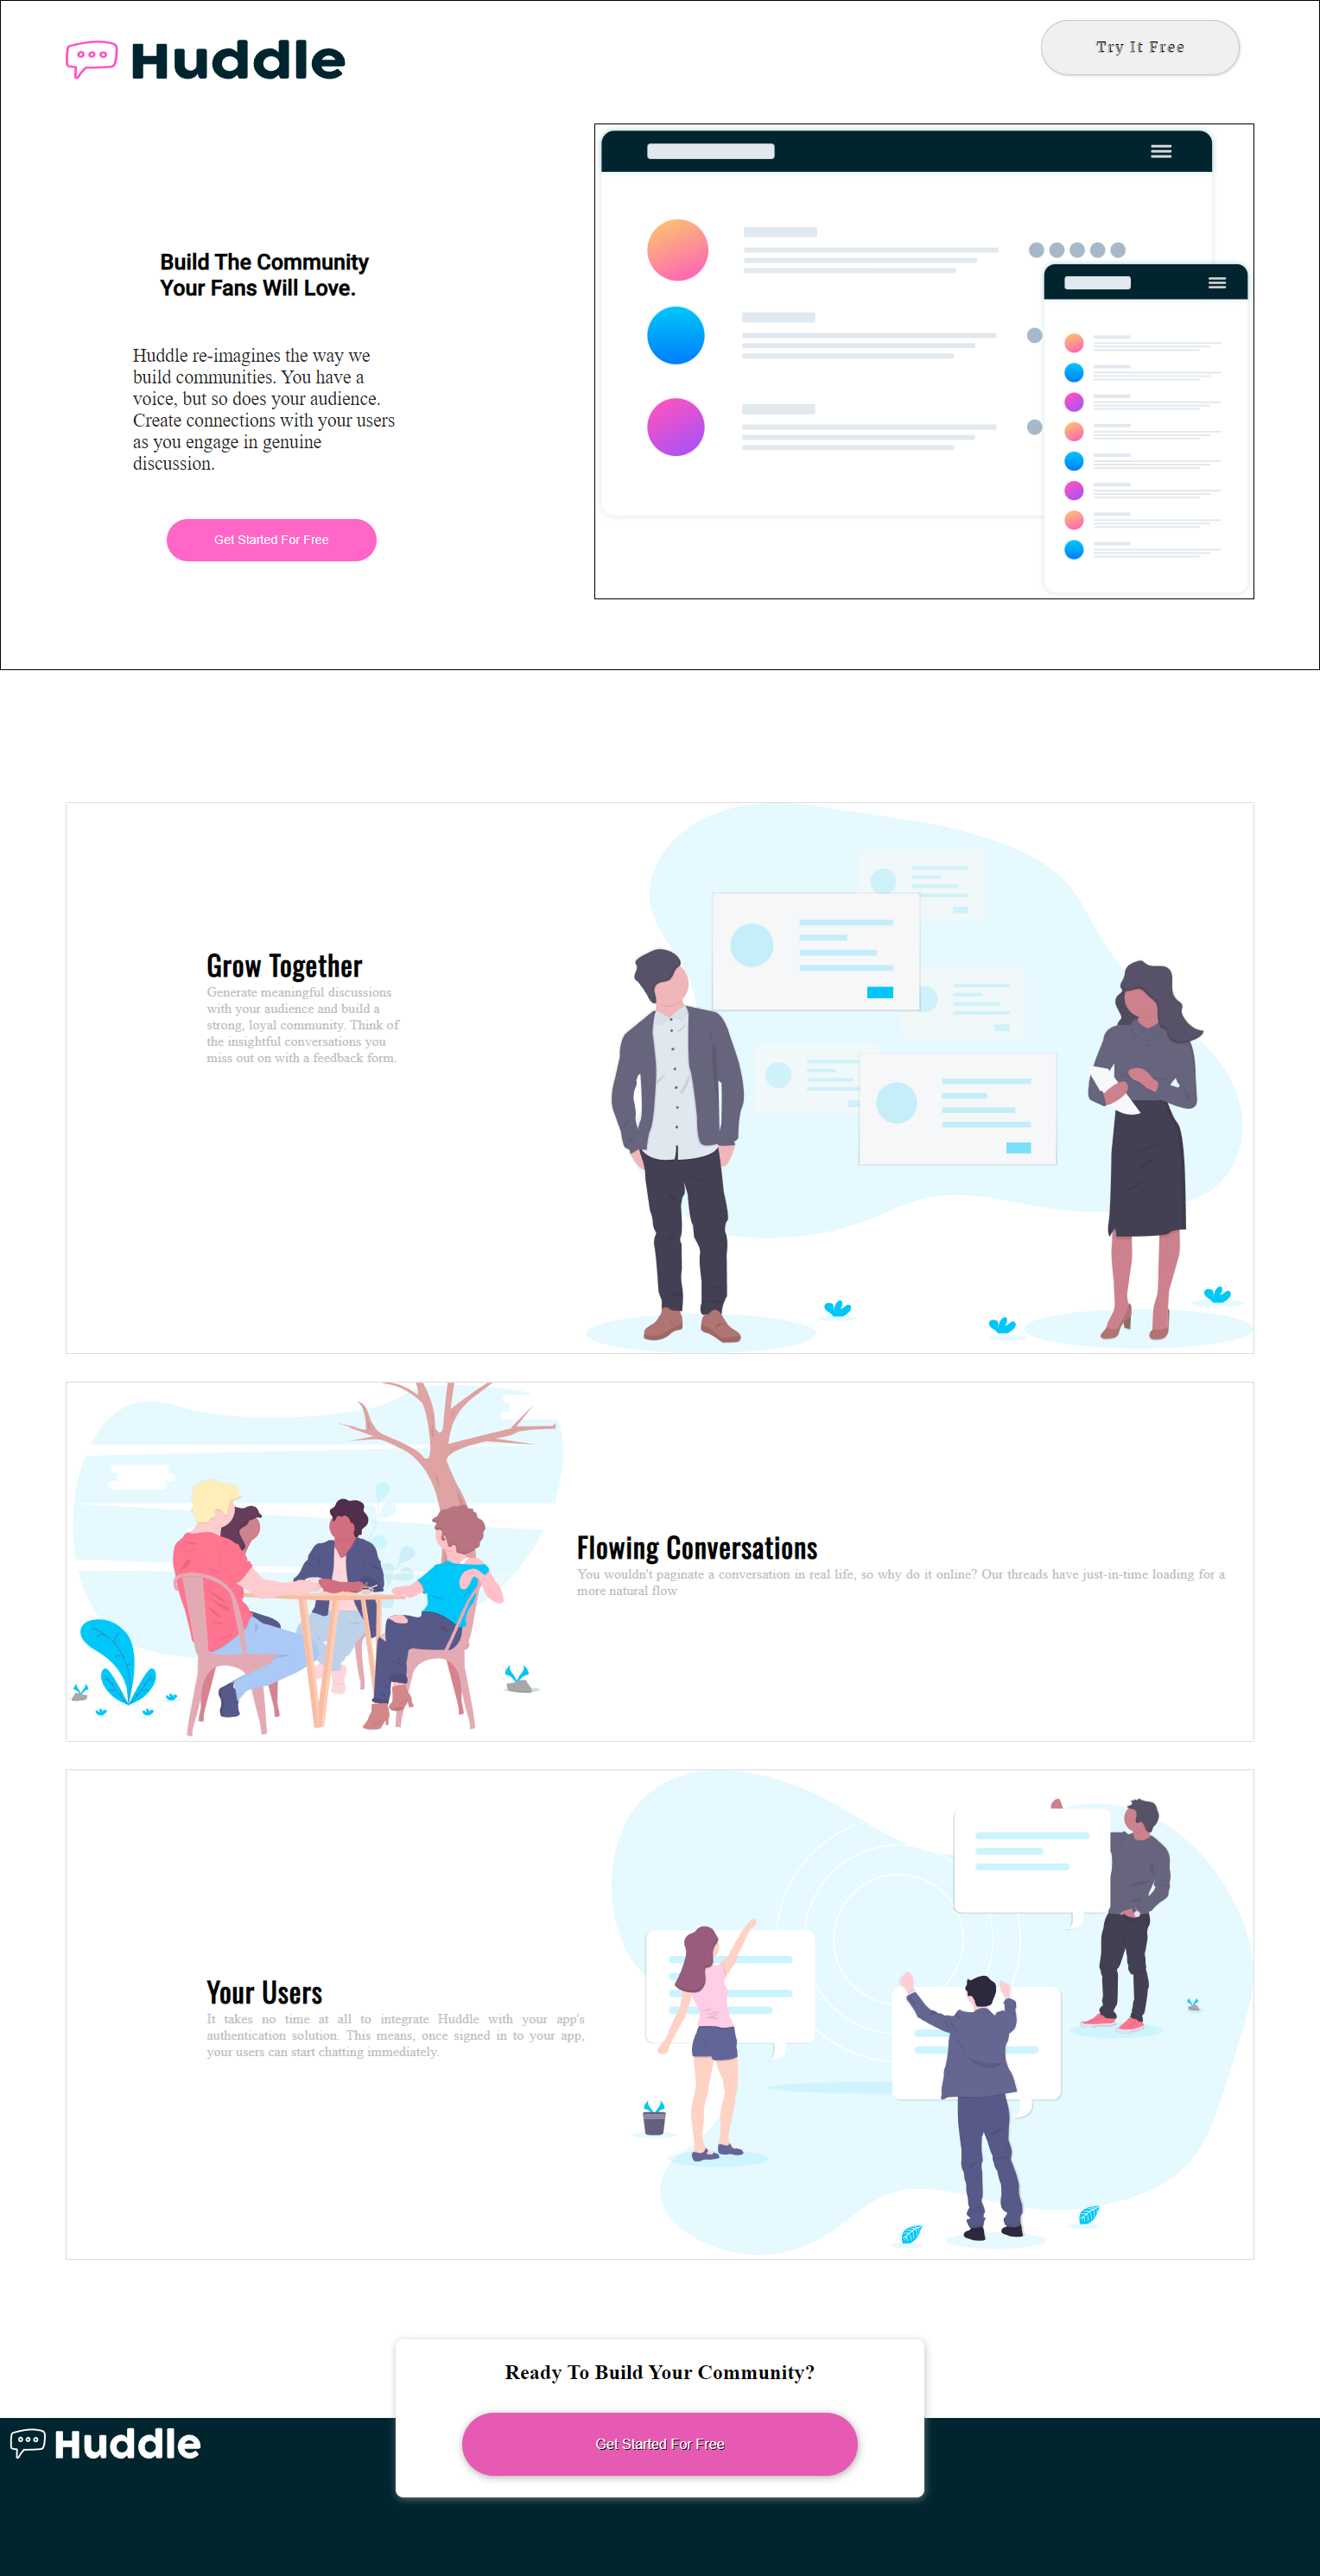 Huddle
Try It Free
Build The Community
Your Fans Will Love.
Huddle re-imagines the way we
build communities. You have a
voice, but so does your audience.
Create connections with your users
as you engage in genuine
discussion.
Get Started For Free
Grow Together
Generate meaningful discussions
with your audience and build a
strong, loyal community. Think of
the insightful conversations you
miss out on with a feedback form.
Flowing Conversations
You wouldn't paginate a conversation in real life, so why do it online? Our threads have just-in-time loading for a
more natural flow
Your Users
It takes no time at all to integrate Huddle with your app's
authentication solution. This means, once signed in to your app,
your users can start chatting immediately.
Ready To Build Your Community?
Get Started For Free
Huddle